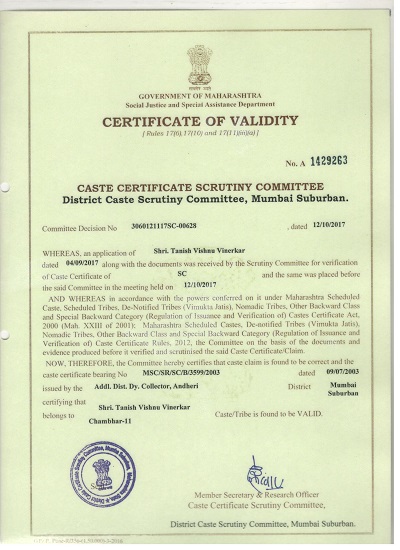 GOVERNMENT OF MAHARASHTRA
Social Justice and Special Assistance Department
CERTIFICATE OF VALIDITY
[ Rules 17(6),17(10) and 17(11)(iii)(a) ]
No. A 1429263
CASTE CERTIFICATE SCRUTINY COMMITTEE
District Caste Scrutiny Committee, Mumbai Suburban.
Committee Decision No 3060121117SC-00628 , dated 12/10/2017
WHEREAS, an application of Shri. Tanish Vishnu Vinerkar
dated 04/09/2017 along with the documents was received by the Scrutiny Committee for verification
of Caste Certificate of SC and the same was placed before
the said Committee in the meeting held on 12/10/2017
AND WHEREAS in accordance with the powers conferred on it under Maharashtra Scheduled
Caste, Scheduled Tribes, De-Notified Tribes (Vimukta Jatis), Nomadic Tribes, Other Backward Class
and Special Backward Category (Regulation of Issuance and Verification of) Castes Certificate Act,
2000 (Mah. XXIII of 2001); Maharashtra Scheduled Castes, De-notified Tribes (Vimukta Jatis),
Nomadic Tribes, Other Backward Class and Special Backward Category (Regulation of Issuance and
Verification of) Caste Certificate Rules, 2012, the Committee on the basis of the documents and
evidence produced before it verified and scrutinised the said Caste Certificate/Claim.
NOW, THEREFORE, the Committee hereby certifies that caste claim is found to be correct and the
caste certificate bearing No MSC/SR/SC/B/3599/2003 dated 09/07/2003
issued by the Addl. Dist. Dy. Collector, Andheri District Mumbai Suburban
certifying that Shri. Tanish Vishnu Vinerkar
belongs to Chambhar-11 Caste/Tribe is found to be VALID.
Member Secretary & Research Officer
Caste Certificate Scrutiny Committee,
District Caste Scrutiny Committee, Mumbai Suburban.